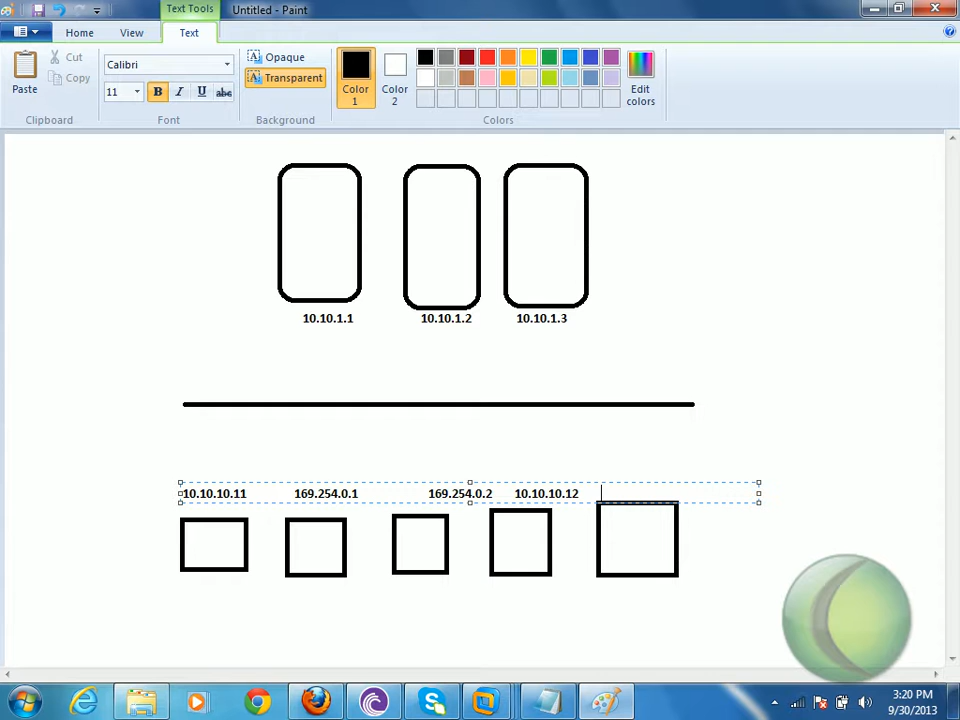 Text Tools
Untitled - Paint
Home
View
Text
Paste
Cut
Copy
Clipboard
Calibri
11
B
I
U
abc
Font
Opaque
Transparent
Background
Color
1
Color
2
Edit
colors
Colors
10.10.1.1
10.10.1.2
10.10.1.3
10.10.10.11
169.254.0.1
169.254.0.2
10.10.10.12
3:20 PM
9/30/2013